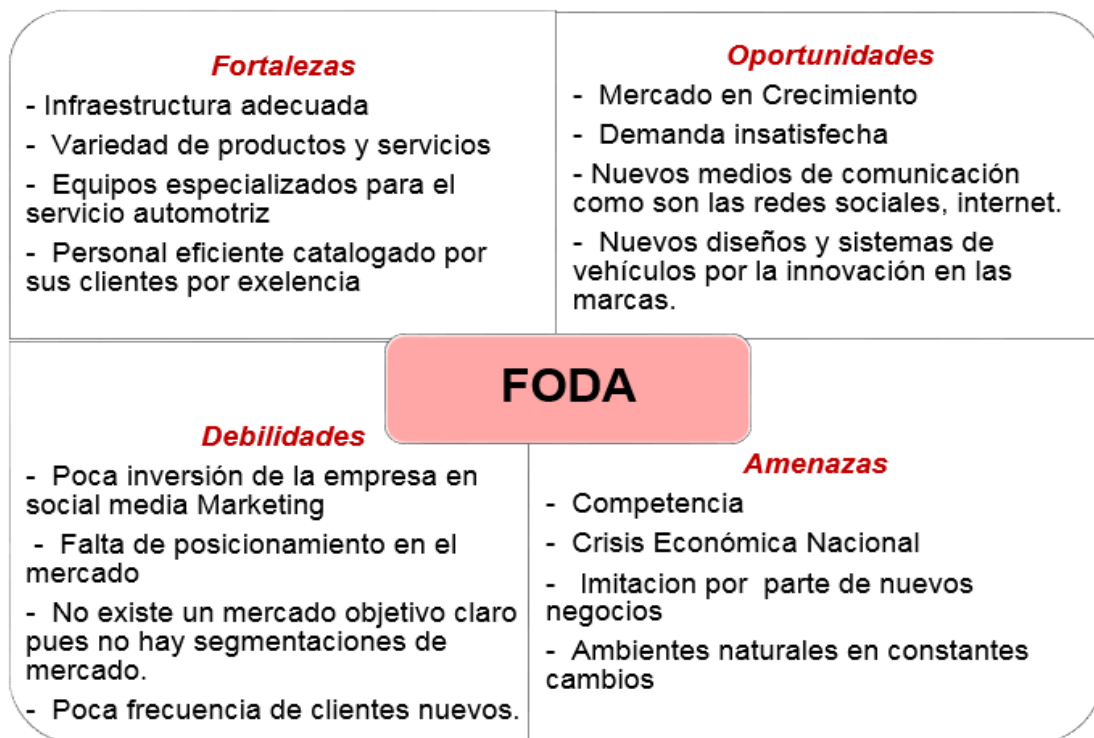 Fortalezas
- Infraestructura adecuada
- Variedad de productos y servicios
- Equipos especializados para el
servicio automotriz
- Personal eficiente catalogado por
sus clientes por exelencia
Oportunidades
- Mercado en Crecimiento
- Demanda insatisfecha
- Nuevos medios de comunicación
como son las redes sociales, internet.
- Nuevos diseños y sistemas de
vehículos por la innovación en las
marcas.
FODA
Debilidades
- Poca inversión de la empresa en
social media Marketing
- Falta de posicionamiento en el
mercado
- No existe un mercado objetivo claro
pues no hay segmentaciones de
mercado.
- Poca frecuencia de clientes nuevos.
Amenazas
- Competencia
- Crisis Económica Nacional
- Imitacion por parte de nuevos
negocios
- Ambientes naturales en constantes
cambios